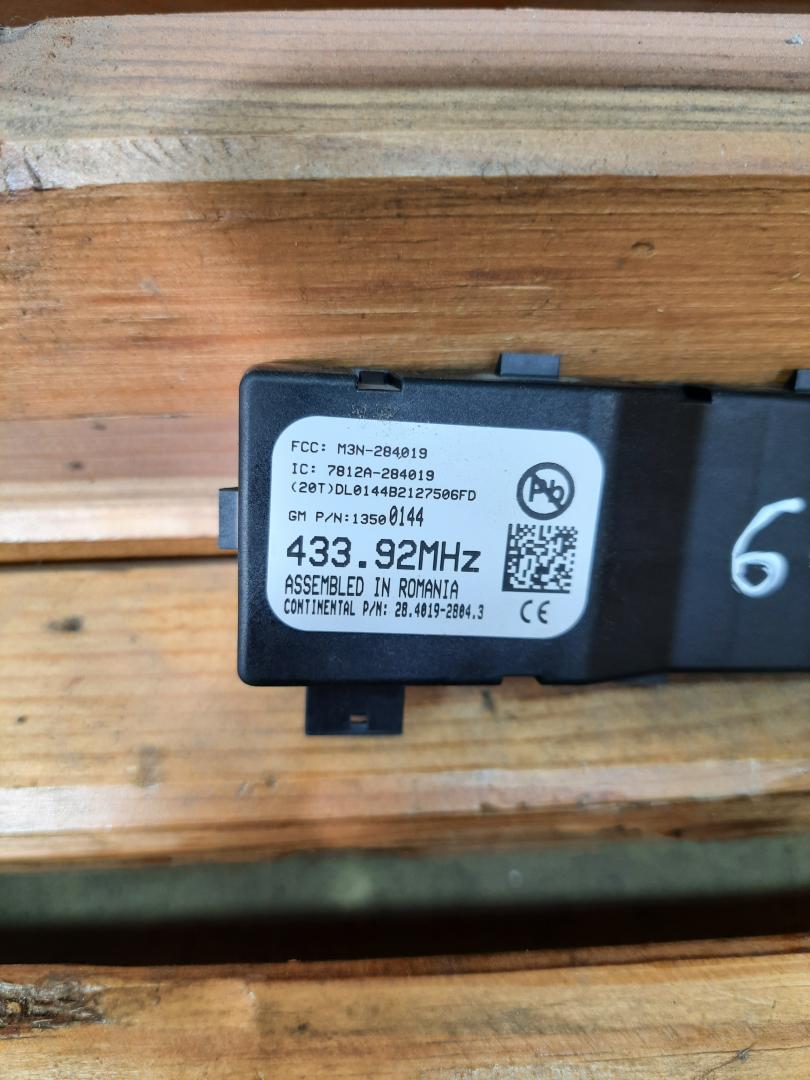 FCC: M3N-284019
IC: 7812A-284019
(20T)DL0144B2127506FD
Pb
GM P/N:13500144
433.92MHz
ASSEMBLED IN ROMANIA
CONTINENTAL P/N: 28.4019-2804.3
CE
6